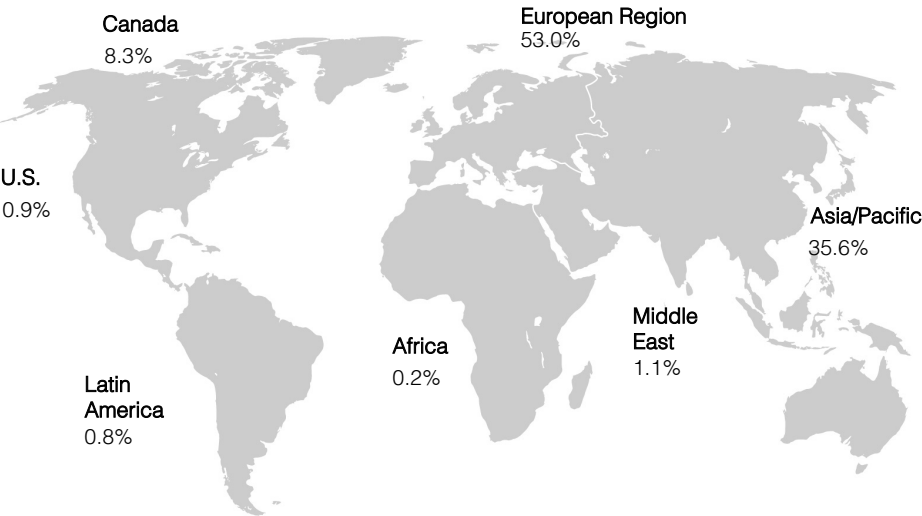 Canada
8.3%
European Region
53.0%
U.S.
0.9%
Asia/Pacific
35.6%
Middle
East
1.1%
Africa
0.2%
Latin
America
0.8%